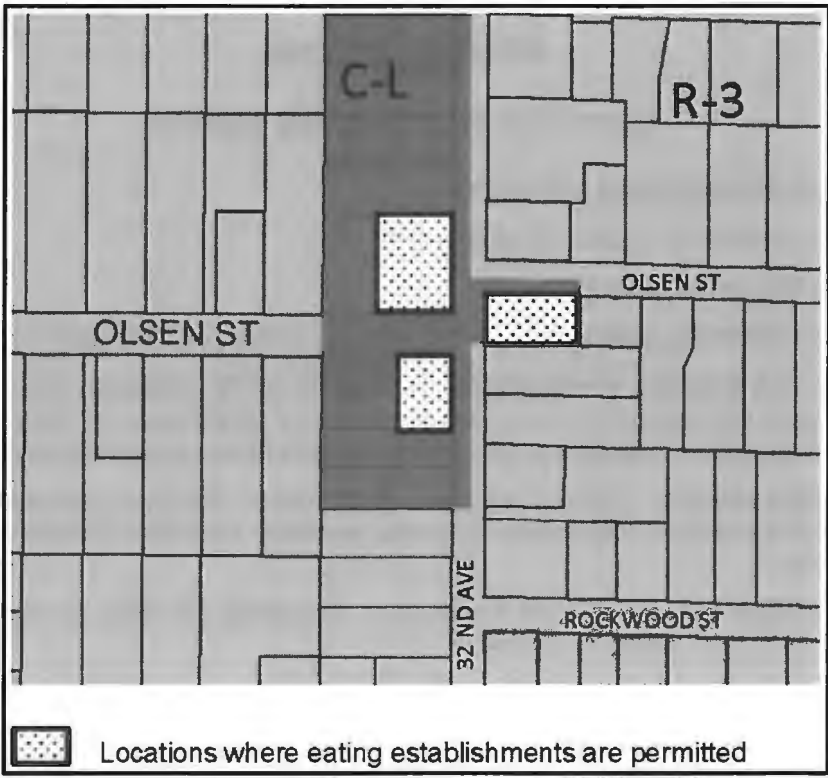 C-L
R-3
OLSEN ST
OLSEN ST
32 ND AVE
ROCKWOOD ST
Locations where eating establishments are permitted